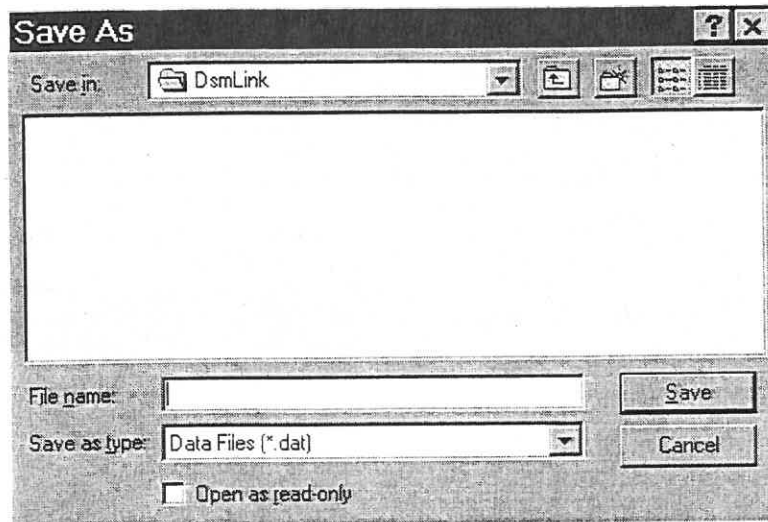 Save As
Save in: DsmLink
File name: Save
Save as type: Data Files (*.dat) Cancel
Open as read-only